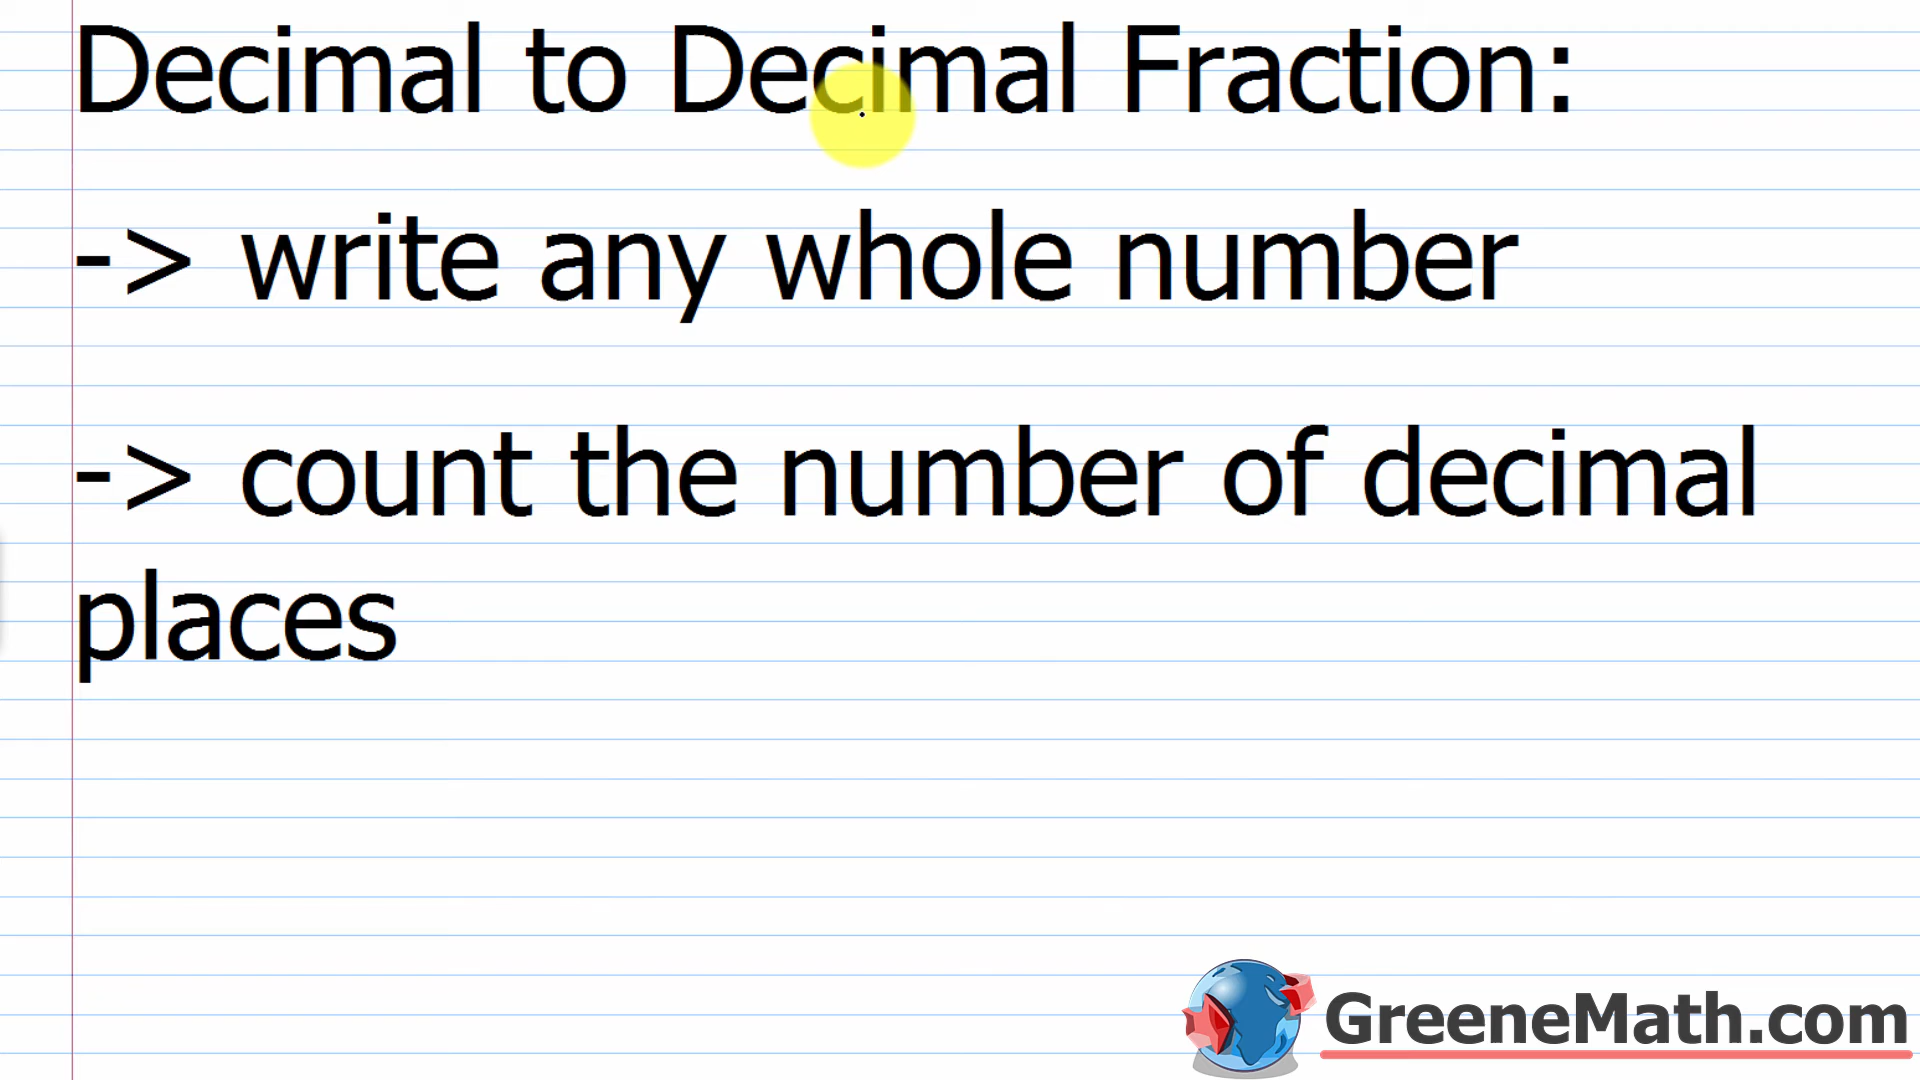 Decimal to Decimal Fraction:
-> write any whole number
-> count the number of decimal
places
GreeneMath.com